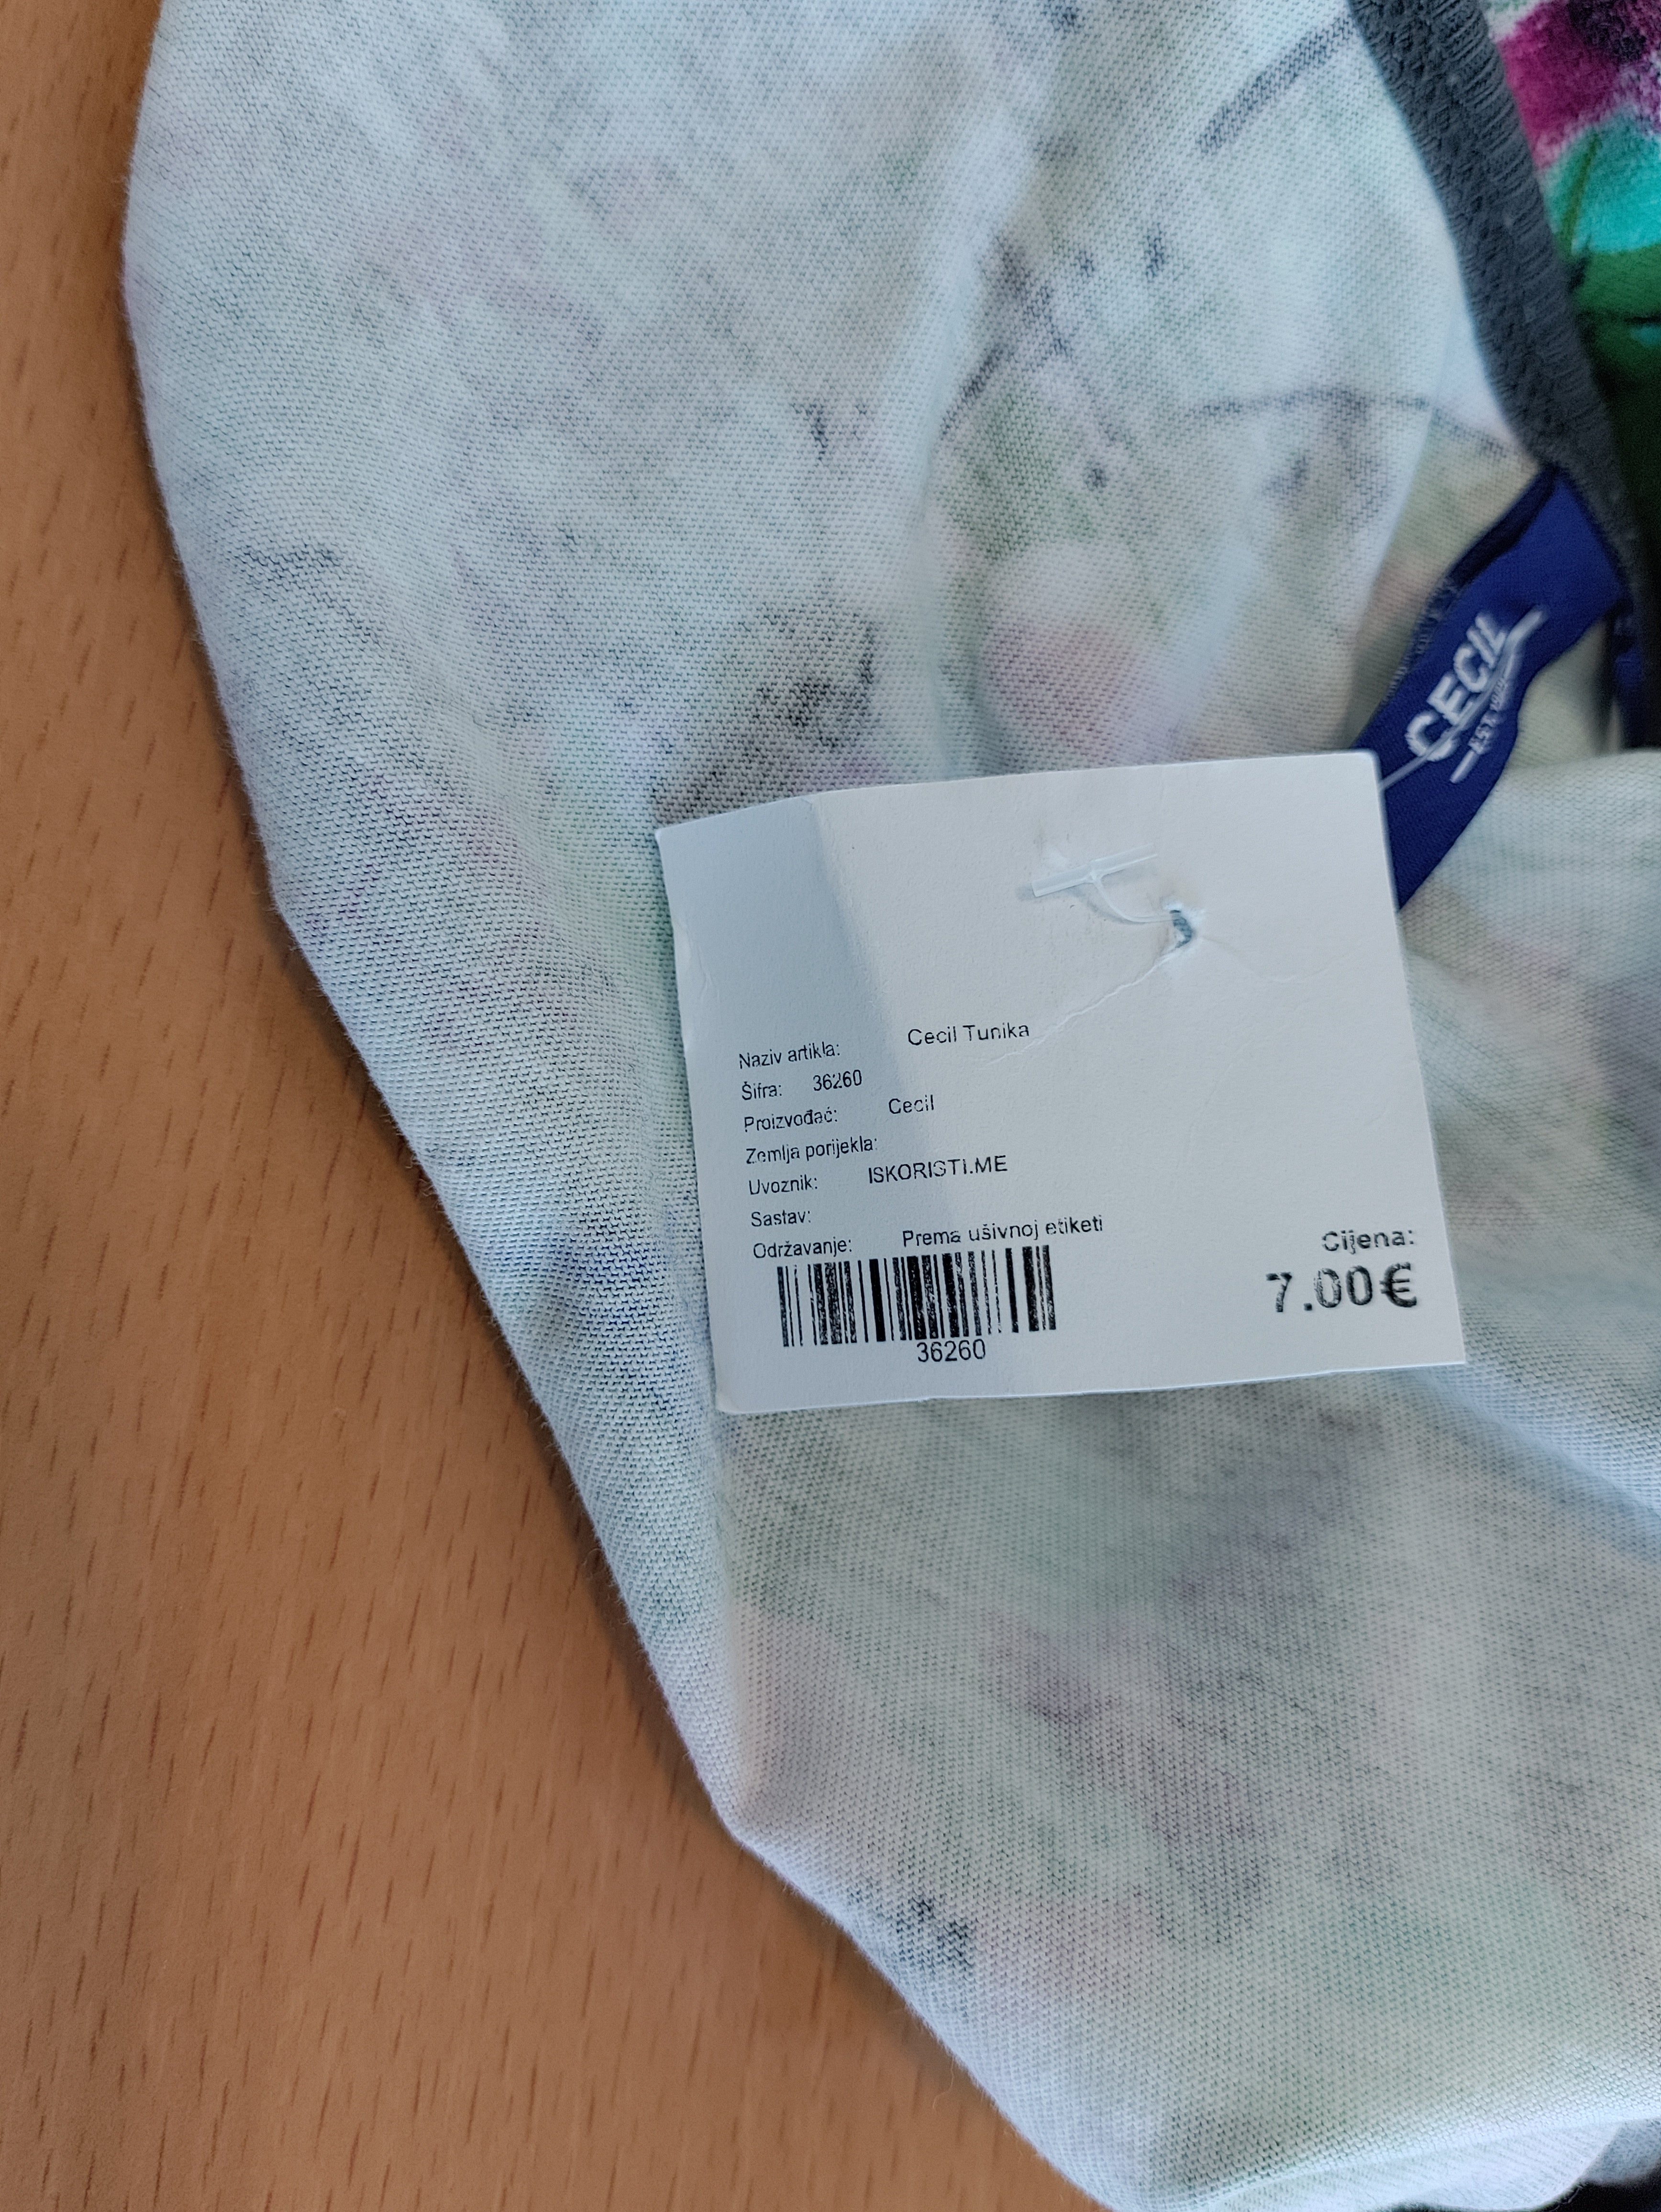 CECIL
EST.
Naziv artikla: Cecil Tunika
Šifra: 36260
Proizvođač: Cecil
Zemlja porijekla:
Uvoznik: ISKORISTI.ME
Sastav:
Održavanje: Prema ušivnoj etiketi
36260
Cijena:
7.00€